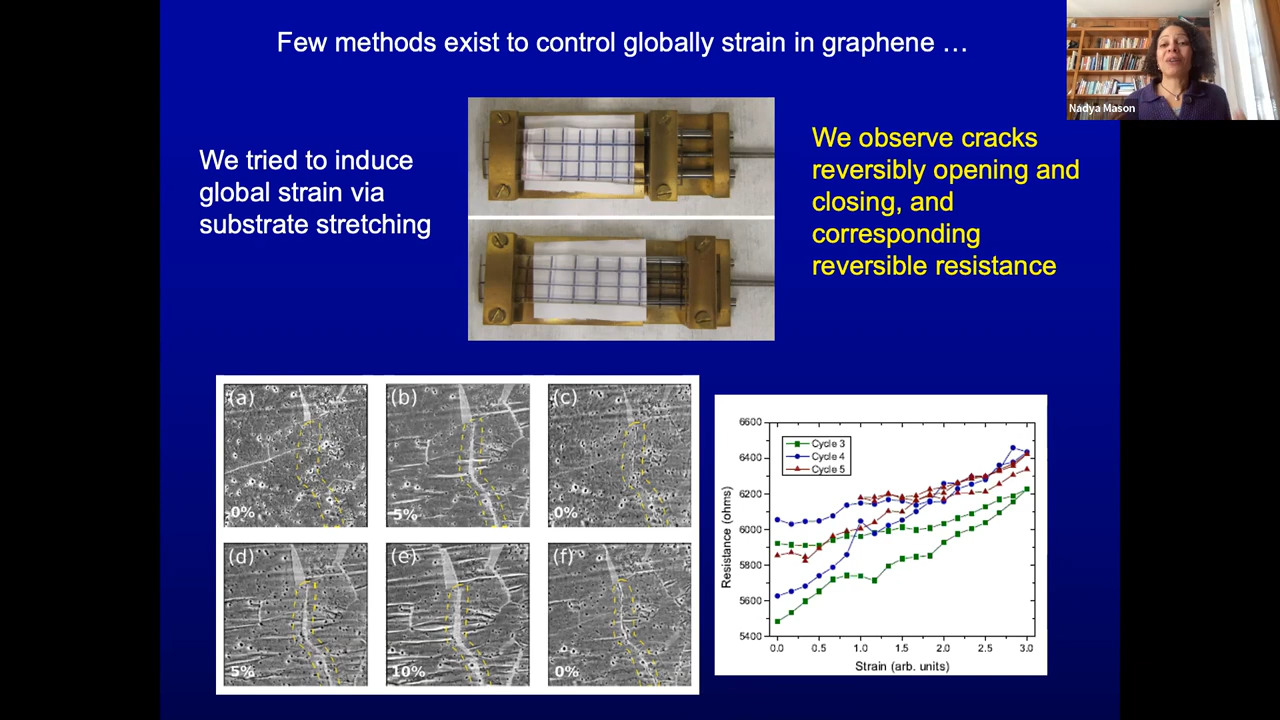 Few methods exist to control globally strain in graphene …
Nadya Mason
We tried to induce
global strain via
substrate stretching
We observe cracks
reversibly opening and
closing, and
corresponding
reversible resistance
(a)
0%
(b)
5%
(c)
0%
(d)
5%
(e)
10%
(f)
0%
Cycle 3
Cycle 4
Cycle 5
Resistance (ohms)
6600
6400
6200
6000
5800
5600
5400
0.0 0.5 1.0 1.5 2.0 2.5 3.0
Strain (arb. units)